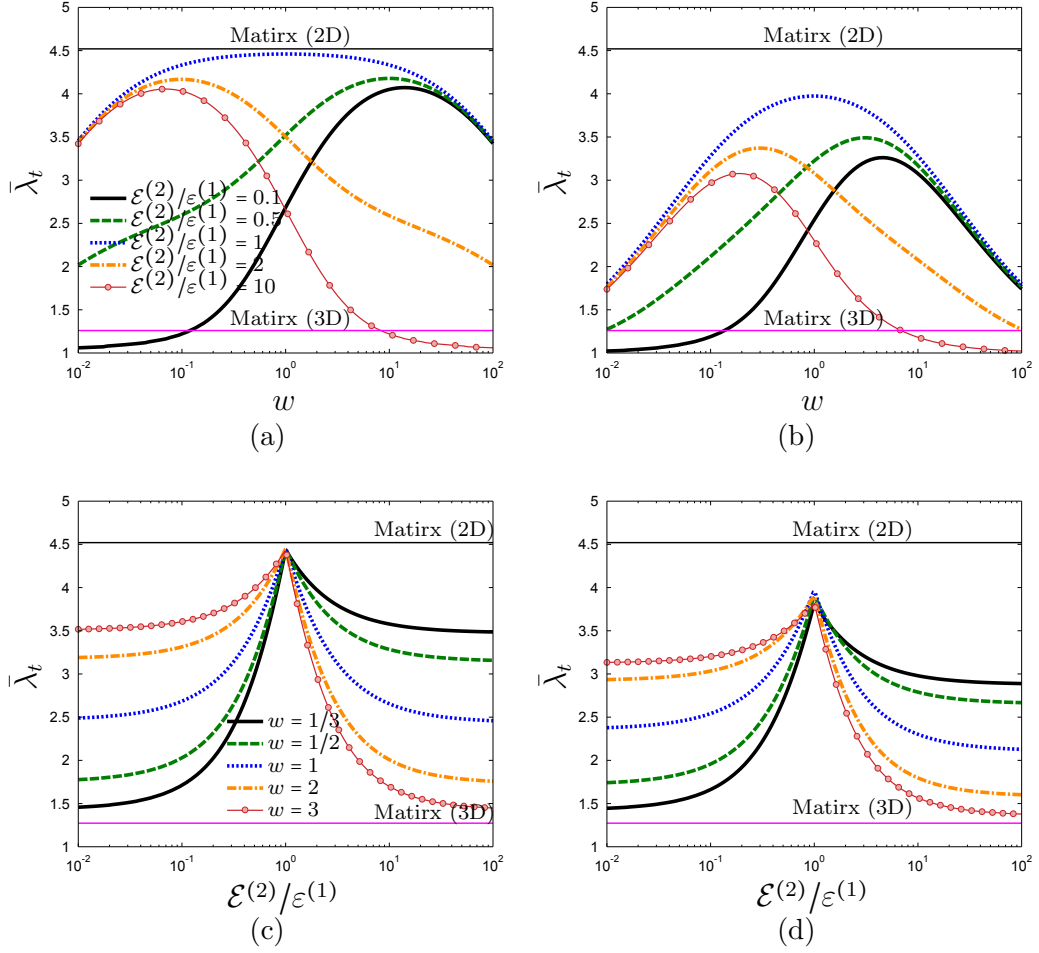 5
Matirx (2D)
4.5
4
3.5
3
2.5
2
1.5
1
λ̄_t
ℰ^(2)/ε^(1) = 0.1
ℰ^(2)/ε^(1) = 0.5
ℰ^(2)/ε^(1) = 1
ℰ^(2)/ε^(1) = 2
ℰ^(2)/ε^(1) = 10
Matirx (3D)
10^-2 10^-1 10^0 10^1 10^2
w
(a)
5
Matirx (2D)
4.5
4
3.5
3
2.5
2
1.5
1
λ̄_t
Matirx (3D)
10^-2 10^-1 10^0 10^1 10^2
w
(b)
5
Matirx (2D)
4.5
4
3.5
3
2.5
2
1.5
1
λ̄_t
w = 1/3
w = 1/2
w = 1
w = 2
w = 3
Matirx (3D)
10^-2 10^-1 10^0 10^1 10^2
ℰ^(2)/ε^(1)
(c)
5
Matirx (2D)
4.5
4
3.5
3
2.5
2
1.5
1
λ̄_t
Matirx (3D)
10^-2 10^-1 10^0 10^1 10^2
ℰ^(2)/ε^(1)
(d)